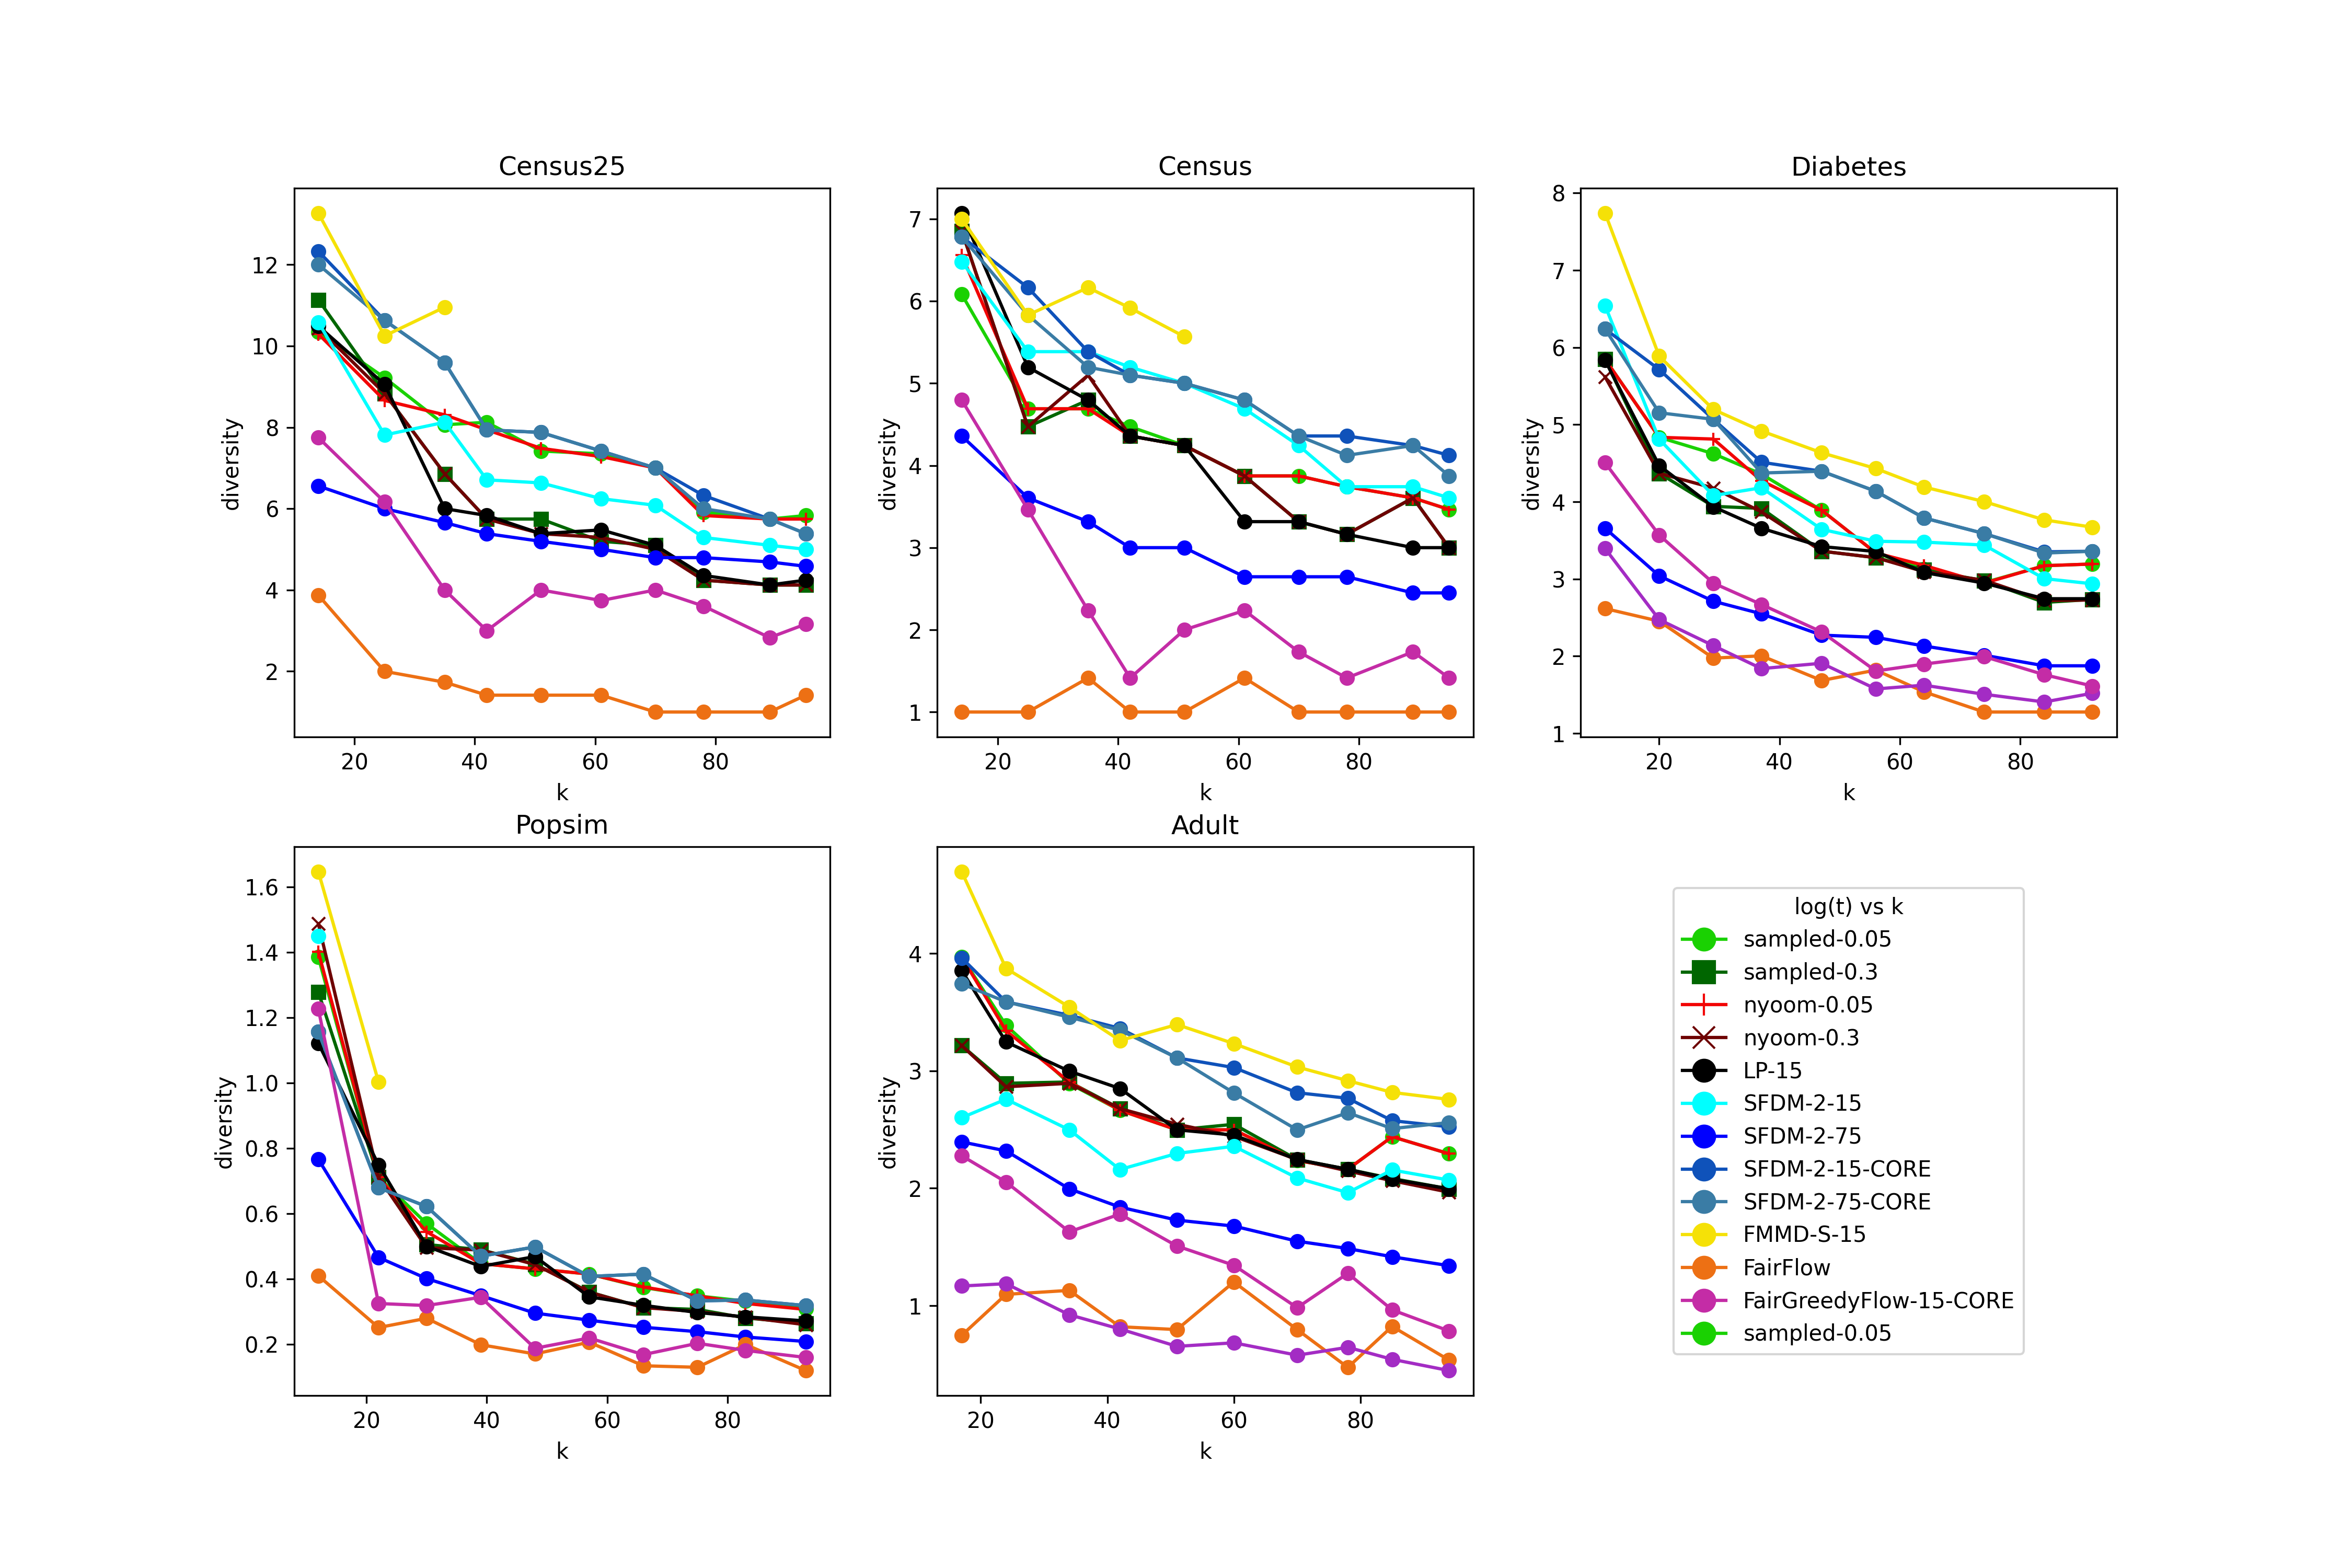 Census25
Census
Diabetes
12
10
8
6
4
2
diversity
20 40 60 80
k
7
6
5
4
3
2
1
diversity
20 40 60 80
k
8
7
6
5
4
3
2
1
diversity
20 40 60 80
k
Popsim
Adult
1.6
1.4
1.2
1.0
0.8
0.6
0.4
0.2
diversity
20 40 60 80
k
4
3
2
1
diversity
20 40 60 80
k
log(t) vs k
sampled-0.05
sampled-0.3
nyoom-0.05
nyoom-0.3
LP-15
SFDM-2-15
SFDM-2-75
SFDM-2-15-CORE
SFDM-2-75-CORE
FMMD-S-15
FairFlow
FairGreedyFlow-15-CORE
sampled-0.05